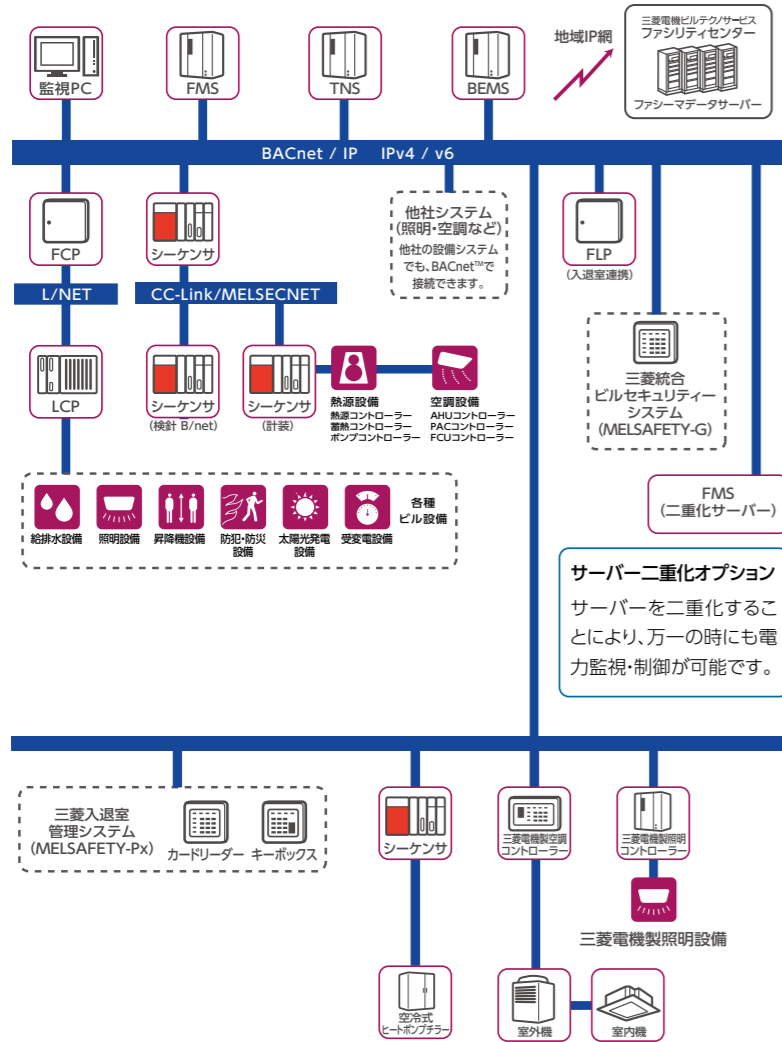 地域IP網
三菱電機ビルテクノサービス
ファシリティセンター
ファシーマデータサーバー
監視PC
FMS
TNS
BEMS
BACnet / IP IPv4 / v6
FCP
シーケンサ
他社システム
(照明・空調など)
他社の設備システム
でも、BACnet™で
接続できます。
FLP
(入退室連携)
L/NET
CC-Link/MELSECNET
LCP
シーケンサ
(検針 B/net)
シーケンサ
(計装)
熱源設備
熱源コントローラー
蓄熱コントローラー
ポンプコントローラー
空調設備
AHUコントローラー
PACコントローラー
FCUコントローラー
三菱統合
ビルセキュリティー
システム
(MELSAFETY-G)
給排水設備
照明設備
昇降機設備
防犯・防災
設備
太陽光発電
設備
受変電設備
各種
ビル設備
FMS
(二重化サーバー)
サーバー二重化オプション
サーバーを二重化するこ
とにより、万一の時にも電
力監視・制御が可能です。
三菱入退室
管理システム
(MELSAFETY-Px)
カードリーダー
キーボックス
シーケンサ
三菱電機製空調
コントローラー
三菱電機製照明
コントローラー
三菱電機製照明設備
空冷式
ヒートポンプチラー
室外機
室内機